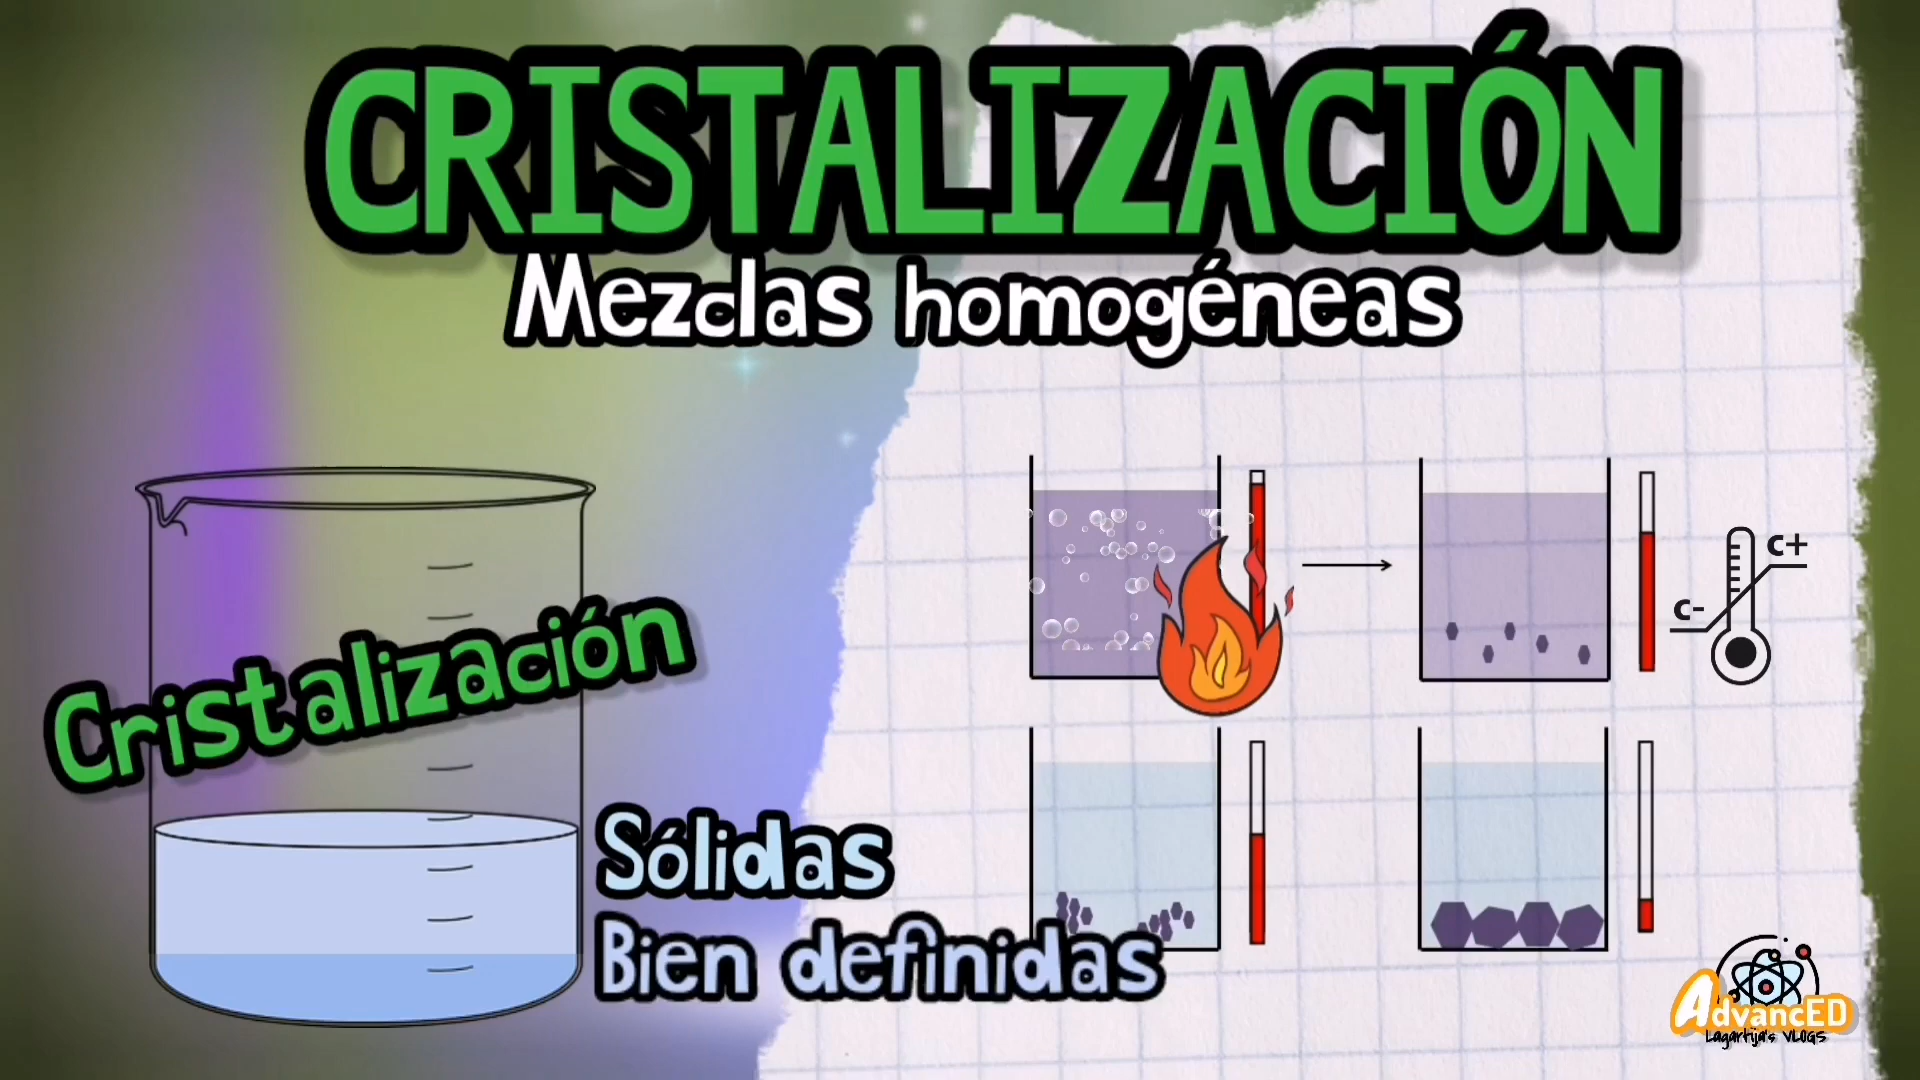 CRISTALIZACIÓN
Mezclas homogéneas
c+
c-
Cristalización
Sólidas
Bien definidas
AdvancED
Lagartija's VLOGS